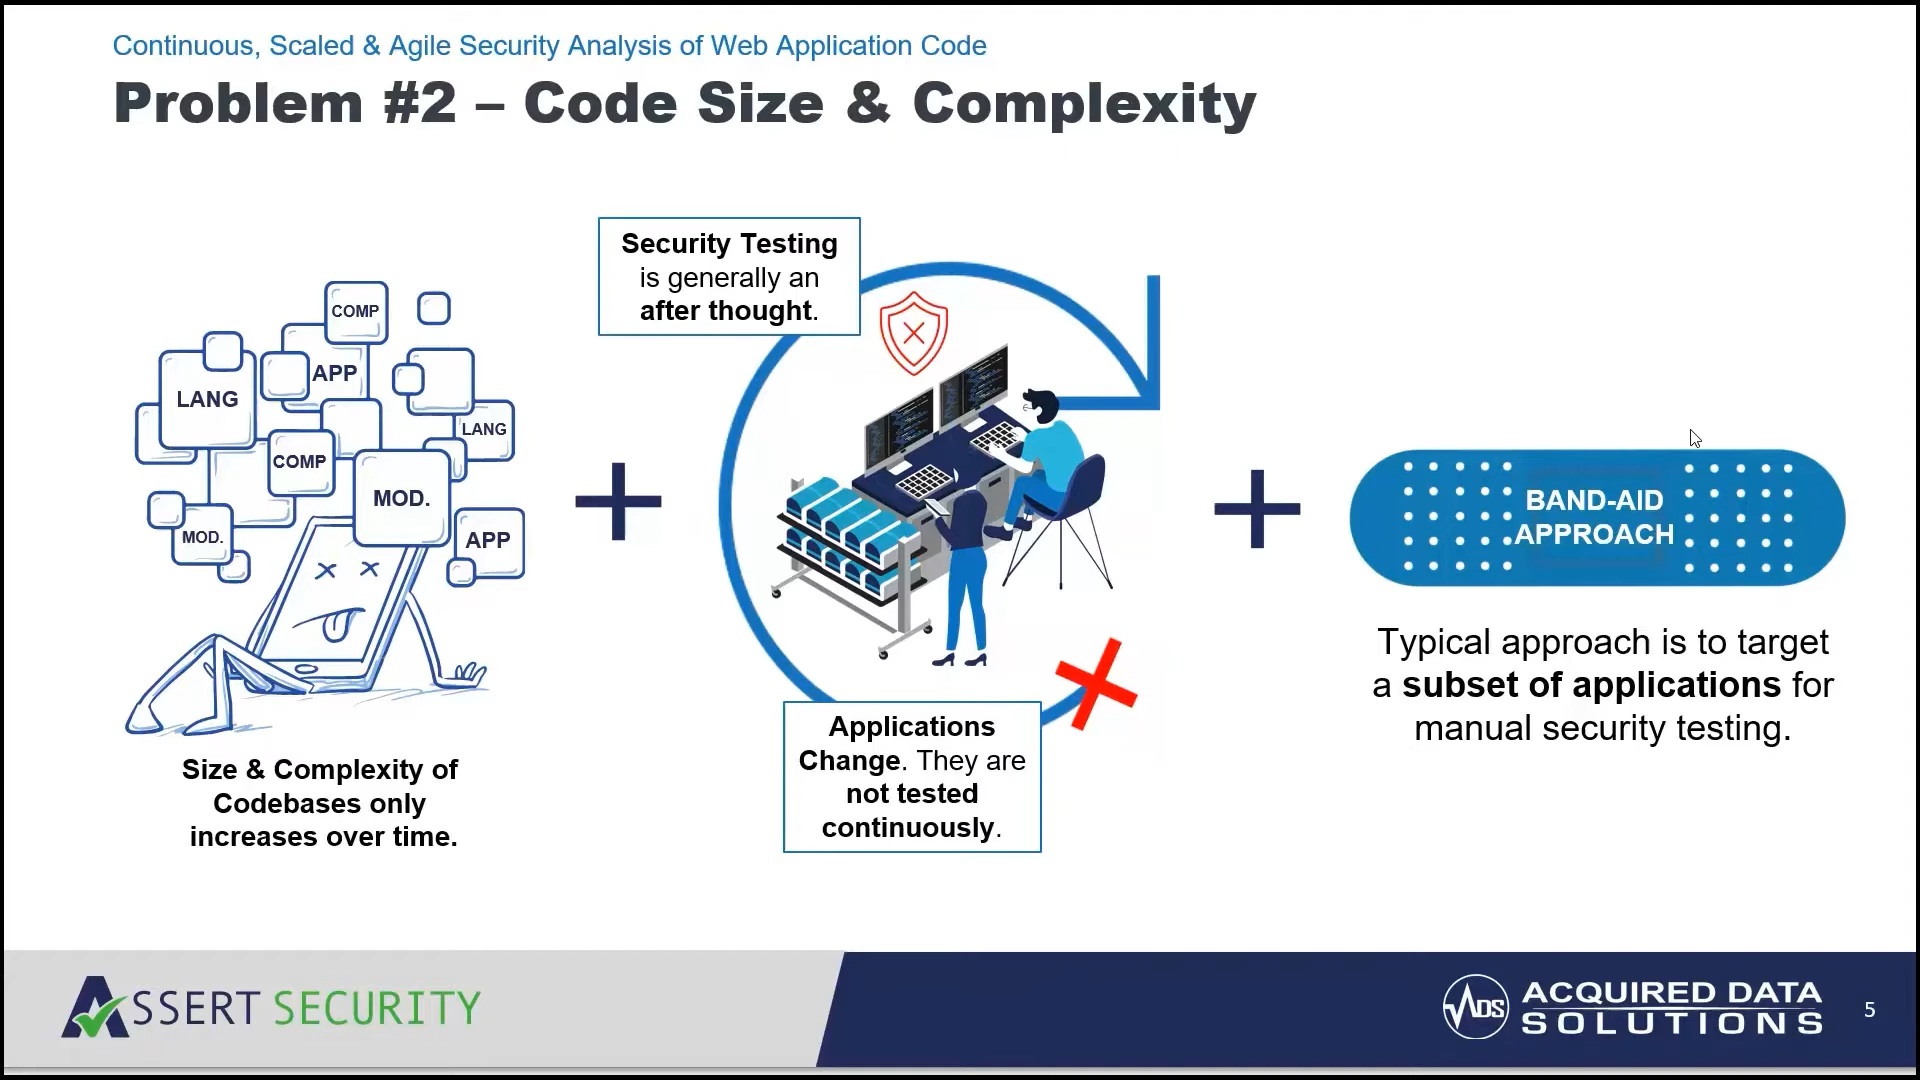 Continuous, Scaled & Agile Security Analysis of Web Application Code
Problem #2 – Code Size & Complexity
Security Testing
is generally an
after thought.
COMP
APP
LANG
LANG
COMP
MOD.
MOD.
APP
Size & Complexity of
Codebases only
increases over time.
Applications
Change. They are
not tested
continuously.
BAND-AID
APPROACH
Typical approach is to target
a subset of applications for
manual security testing.
ASSERT SECURITY
ADS
ACQUIRED DATA
SOLUTIONS
5